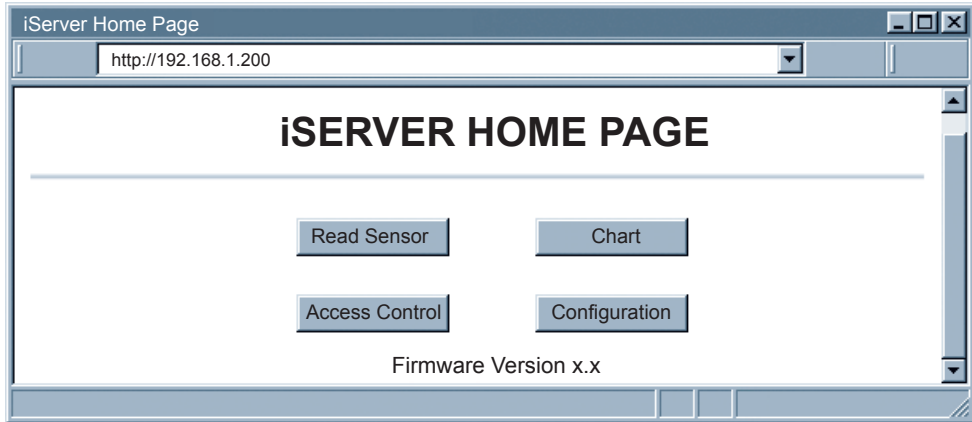 iServer Home Page
http://192.168.1.200
iSERVER HOME PAGE
Read Sensor
Chart
Access Control
Configuration
Firmware Version x.x